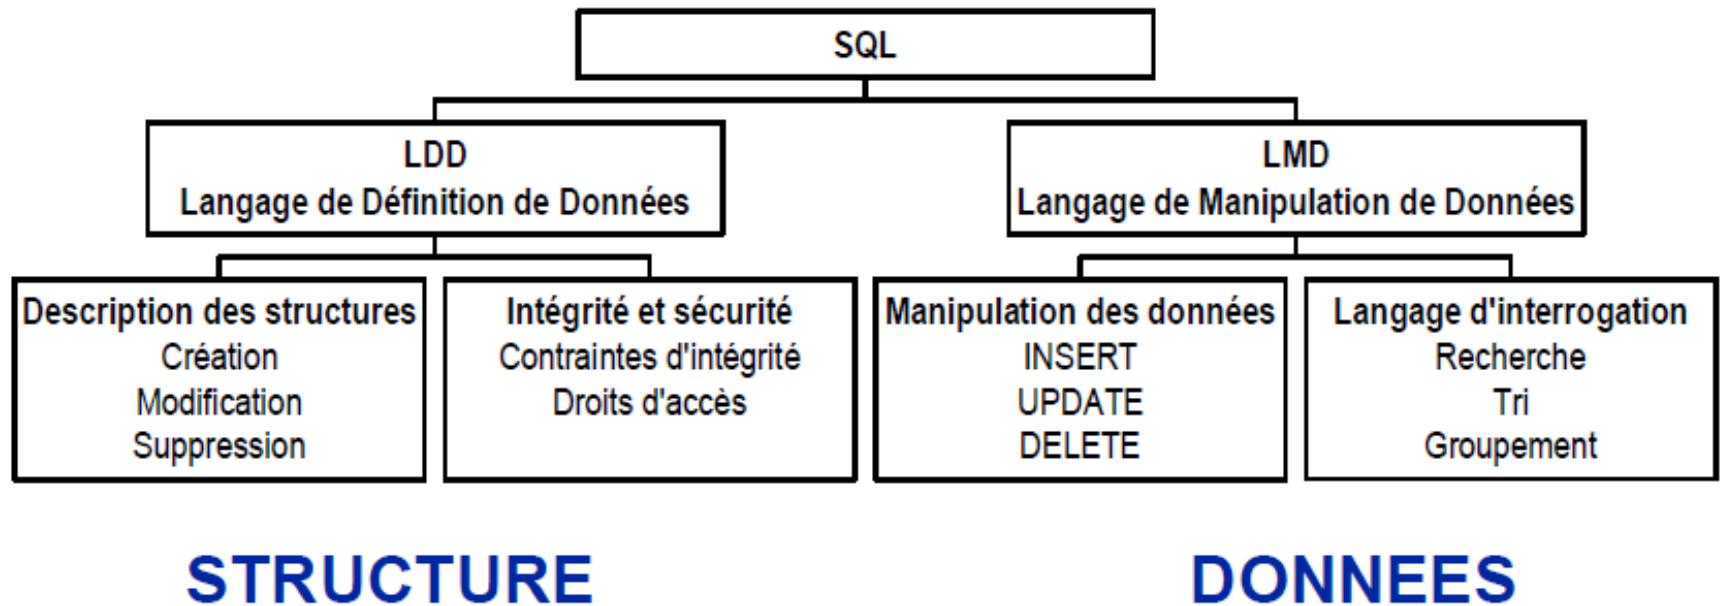 SQL
LDD
Langage de Définition de Données
LMD
Langage de Manipulation de Données
Description des structures
Création
Modification
Suppression
Intégrité et sécurité
Contraintes d'intégrité
Droits d'accès
Manipulation des données
INSERT
UPDATE
DELETE
Langage d'interrogation
Recherche
Tri
Groupement
STRUCTURE
DONNEES